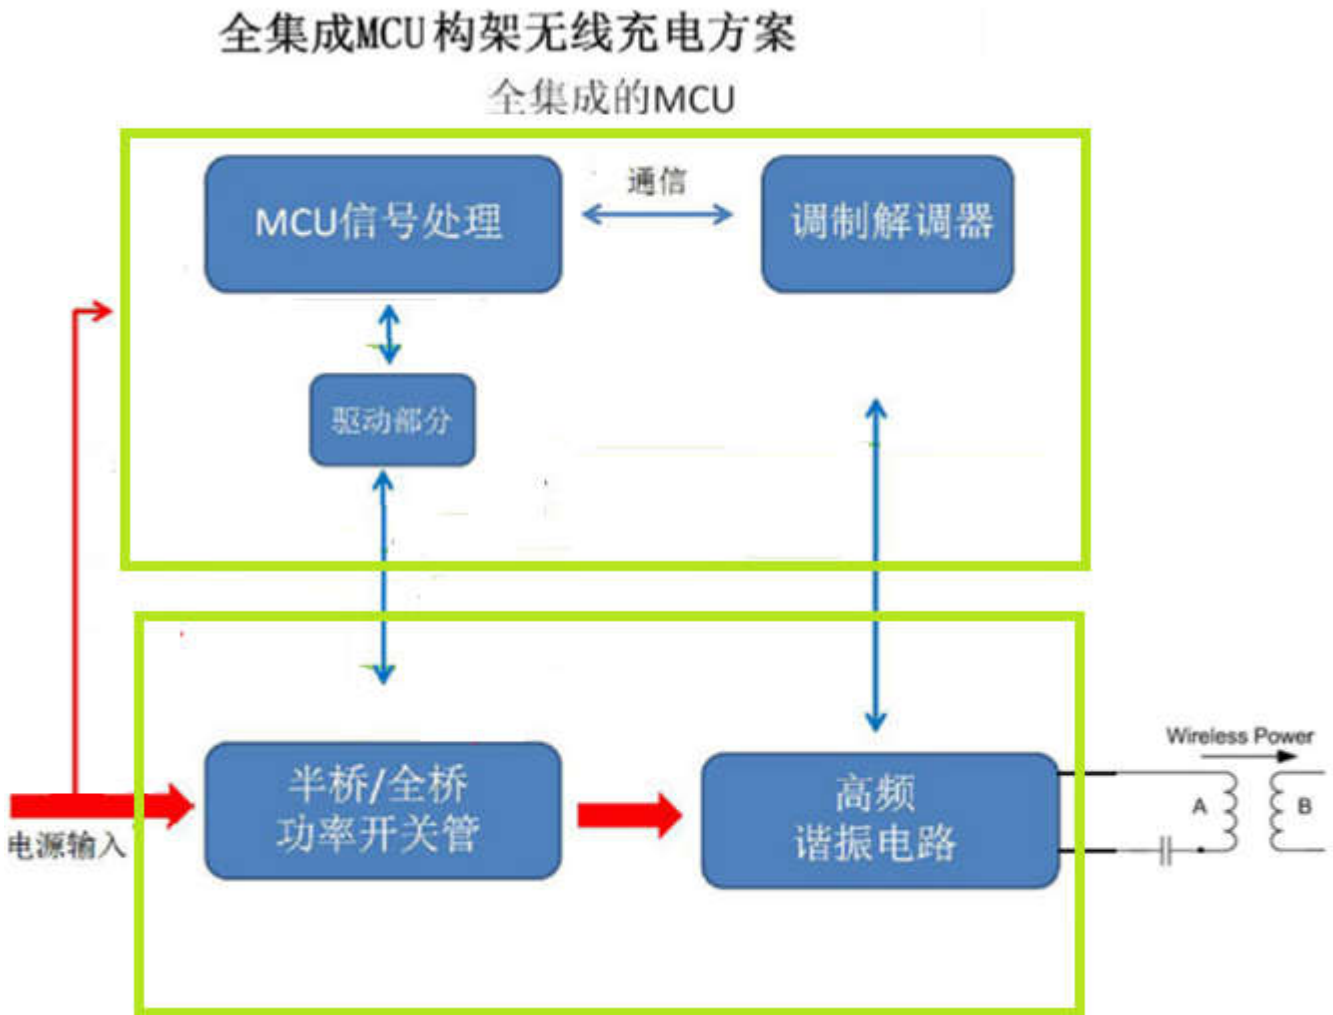 全集成MCU构架无线充电方案
全集成的MCU
MCU信号处理
通信
调制解调器
驱动部分
半桥/全桥
功率开关管
高频
谐振电路
电源输入
Wireless Power
A
B